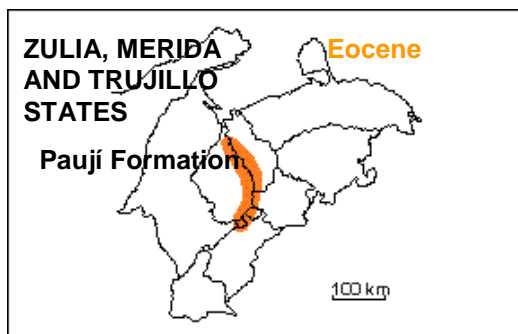 ZULIA, MERIDA
AND TRUJILLO
STATES
Eocene
Paují Formation
100 km